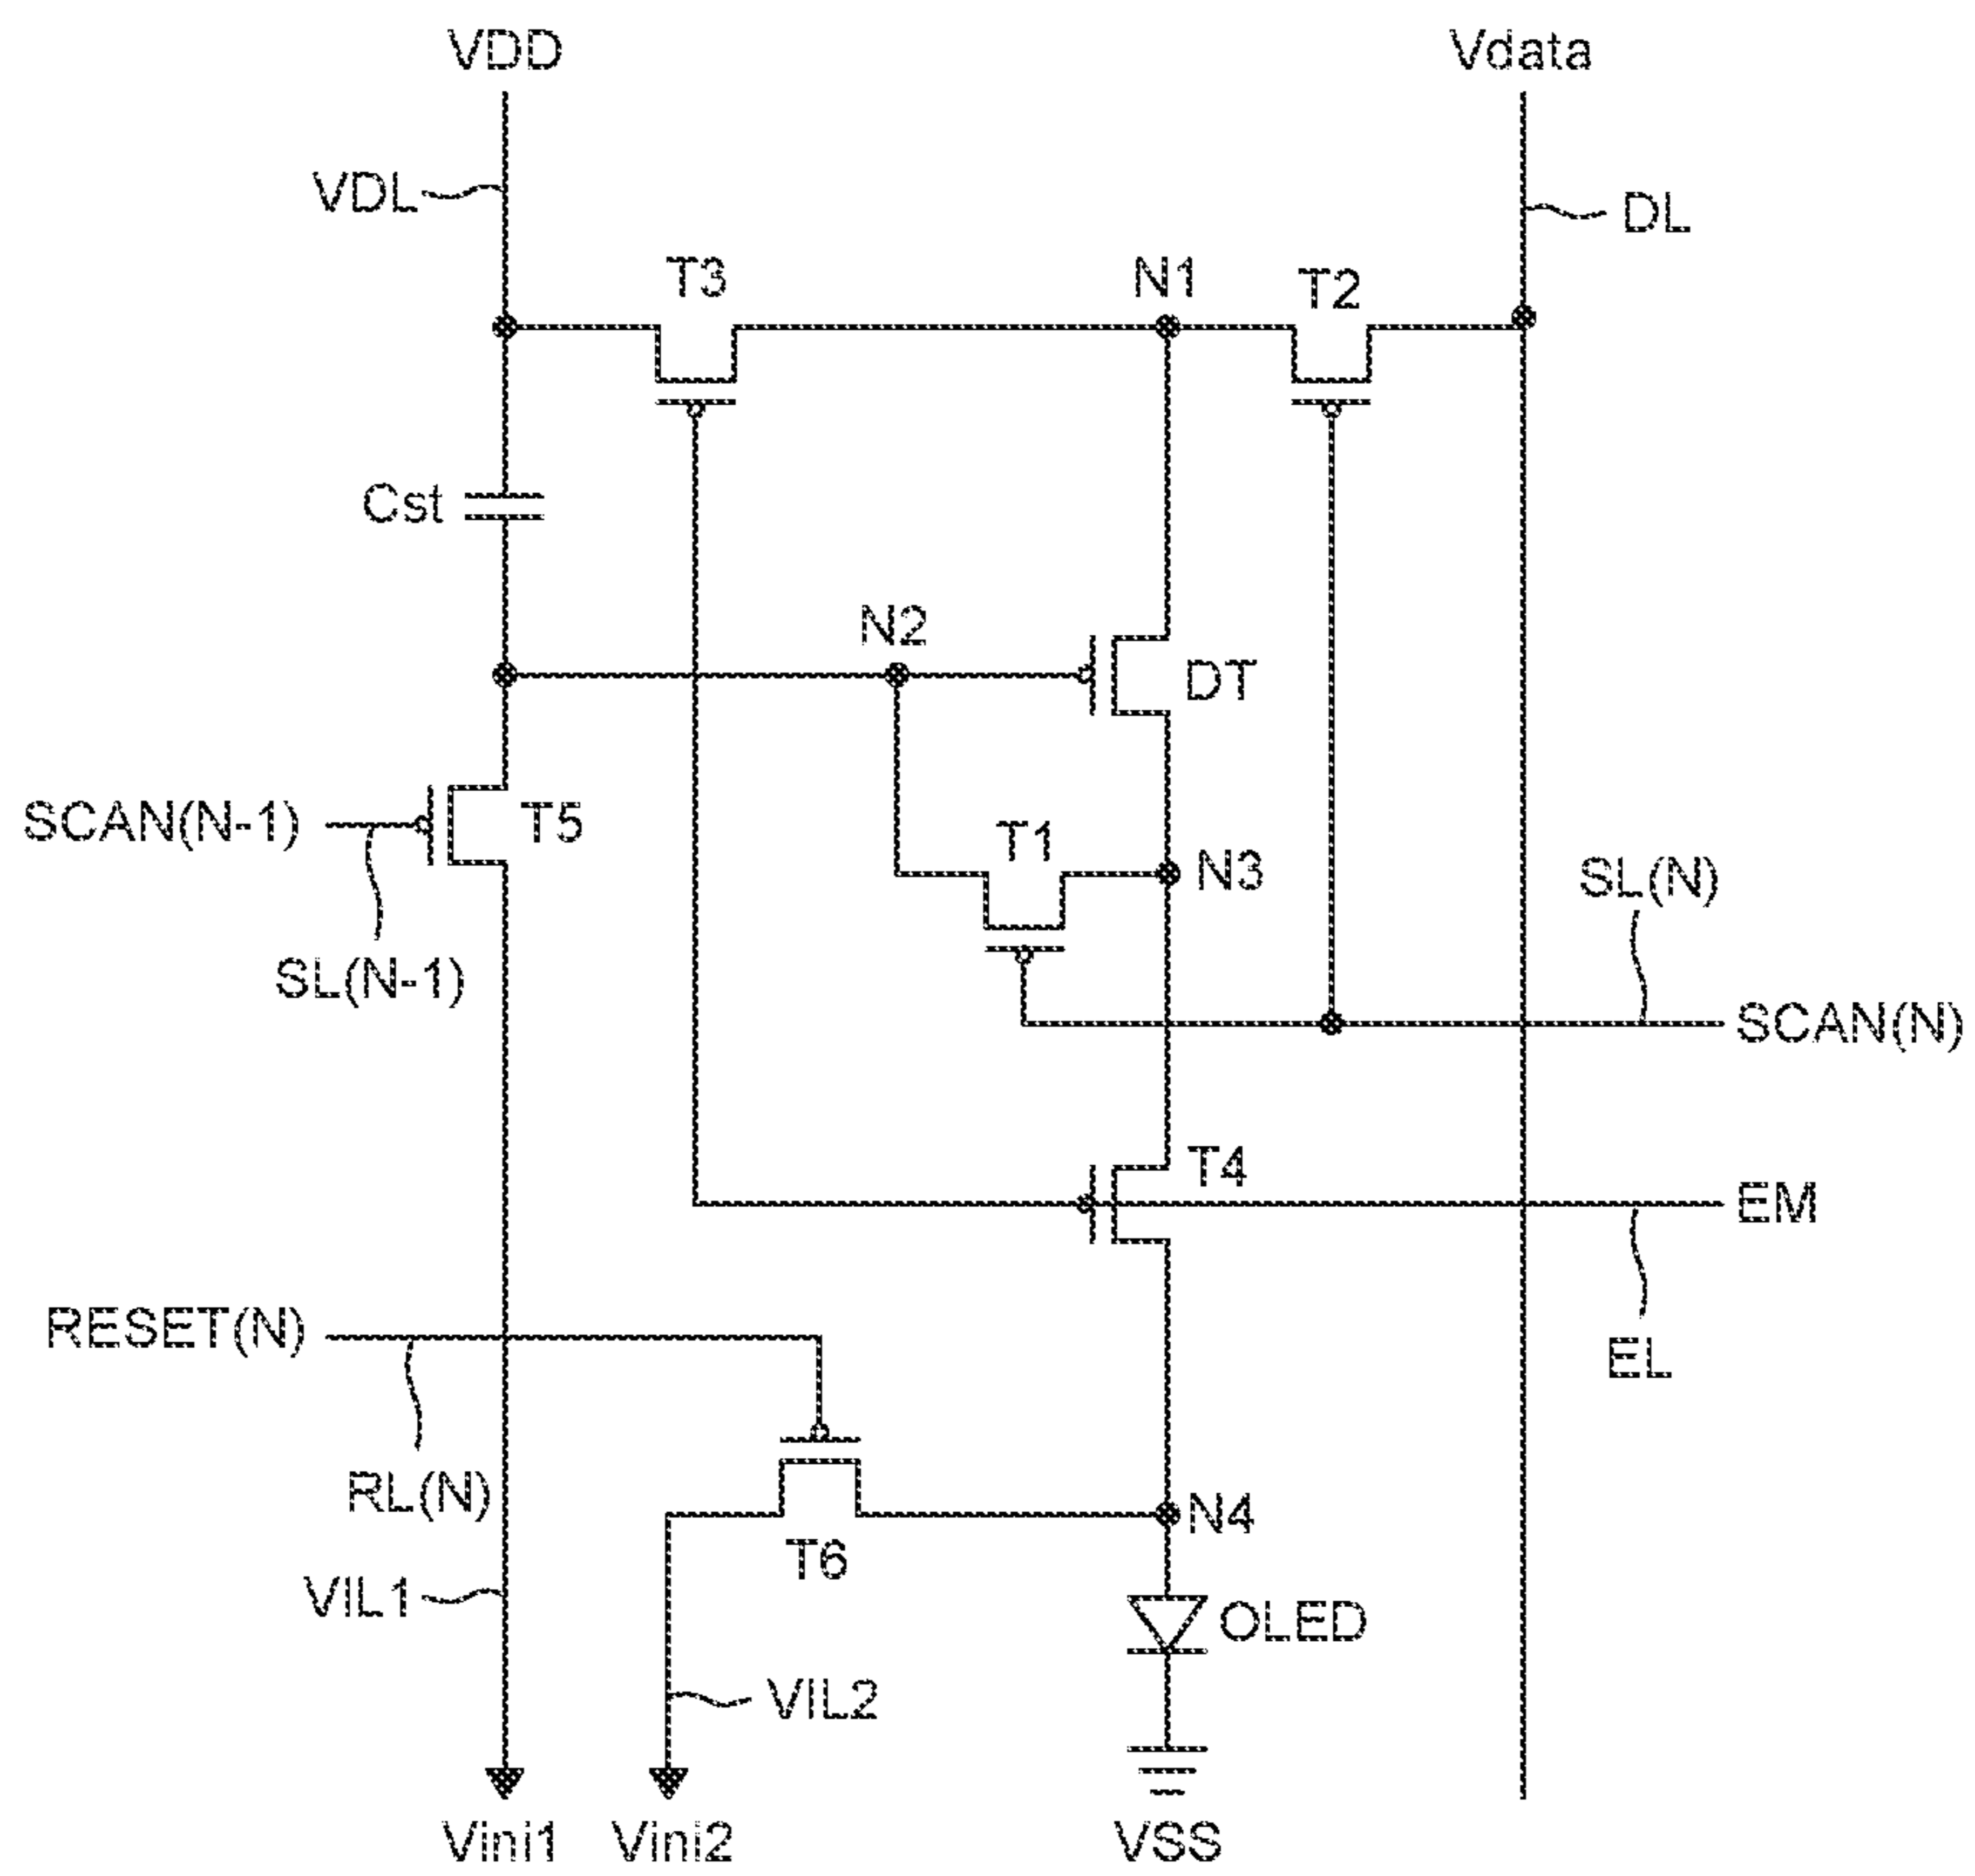 VDD
Vdata
VDL
DL
T3
N1
T2
Cst
N2
DT
SCAN(N-1)
T5
T1
N3
SL(N)
SL(N-1)
SCAN(N)
T4
EM
RESET(N)
EL
RL(N)
N4
T6
VIL1
OLED
VIL2
Vini1
Vini2
VSS